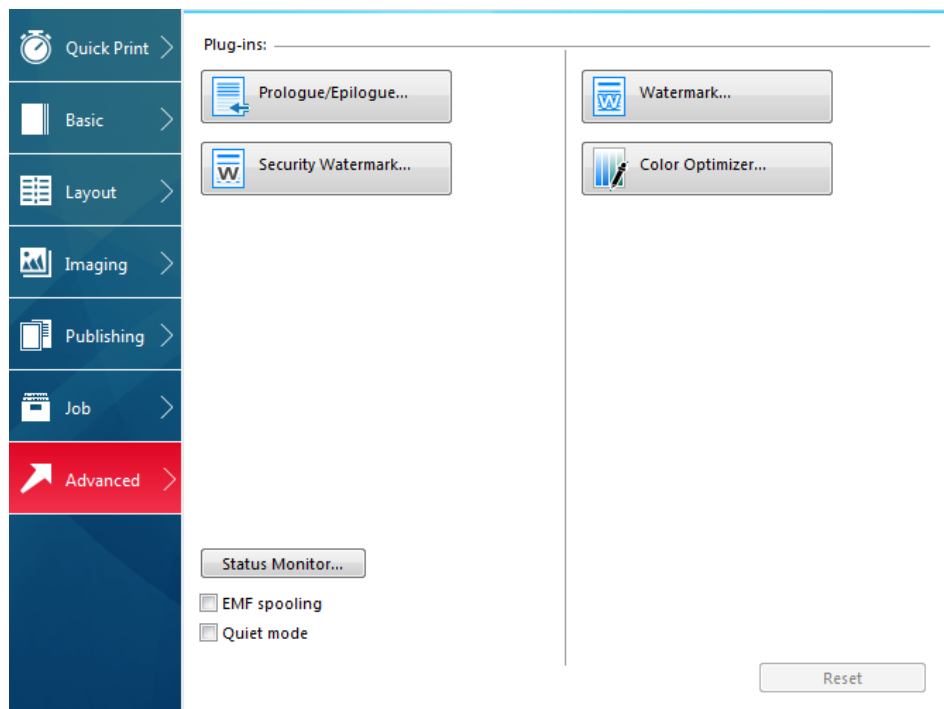 Quick Print
Basic
Layout
Imaging
Publishing
Job
Advanced
Plug-ins:
Prologue/Epilogue...
Watermark...
Security Watermark...
Color Optimizer...
Status Monitor...
EMF spooling
Quiet mode
Reset